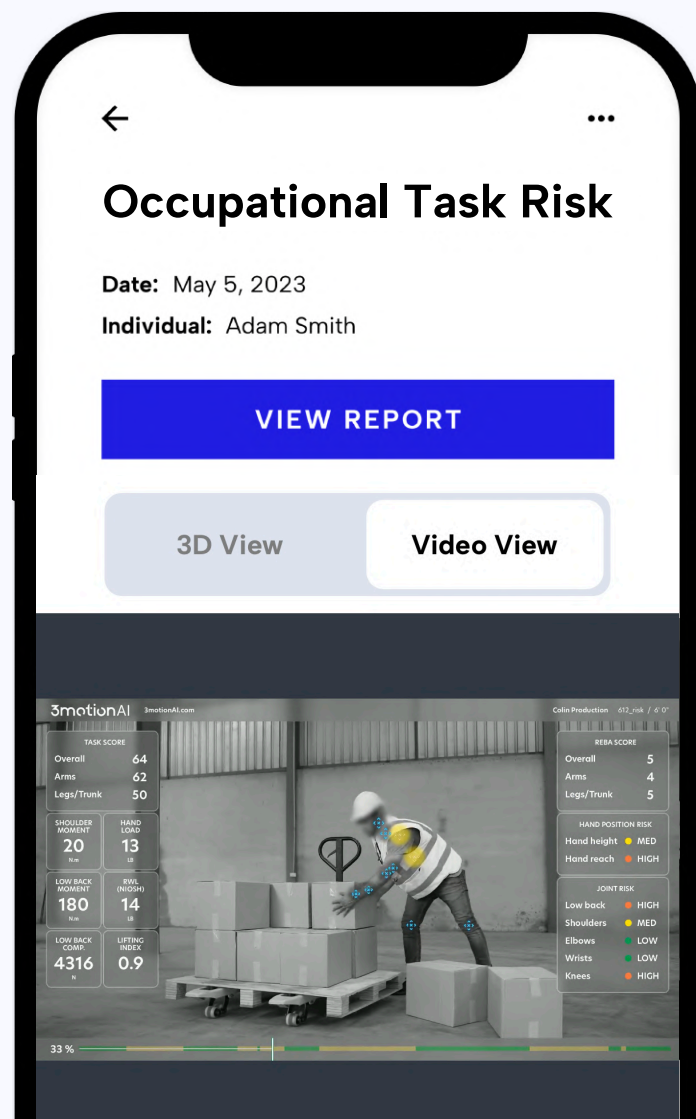 Occupational Task Risk
Date: May 5, 2023
Individual: Adam Smith
VIEW REPORT
3D View
Video View
3motionAI
3motionAI.com
Colin Production 612_risk / 6' 0"
TASK SCORE
Overall 64
Arms 62
Legs/Trunk 50
SHOULDER
MOMENT
20
N.m
HAND
LOAD
13
LB
LOW BACK
MOMENT
180
N.m
RWL
(NIOSH)
14
LB
LOW BACK
COMP.
4316
N
LIFTING
INDEX
0.9
REBA SCORE
Overall 5
Arms 4
Legs/Trunk 5
HAND POSITION RISK
Hand height MED
Hand reach HIGH
JOINT RISK
Low back HIGH
Shoulders MED
Elbows LOW
Wrists LOW
Knees HIGH
33 %